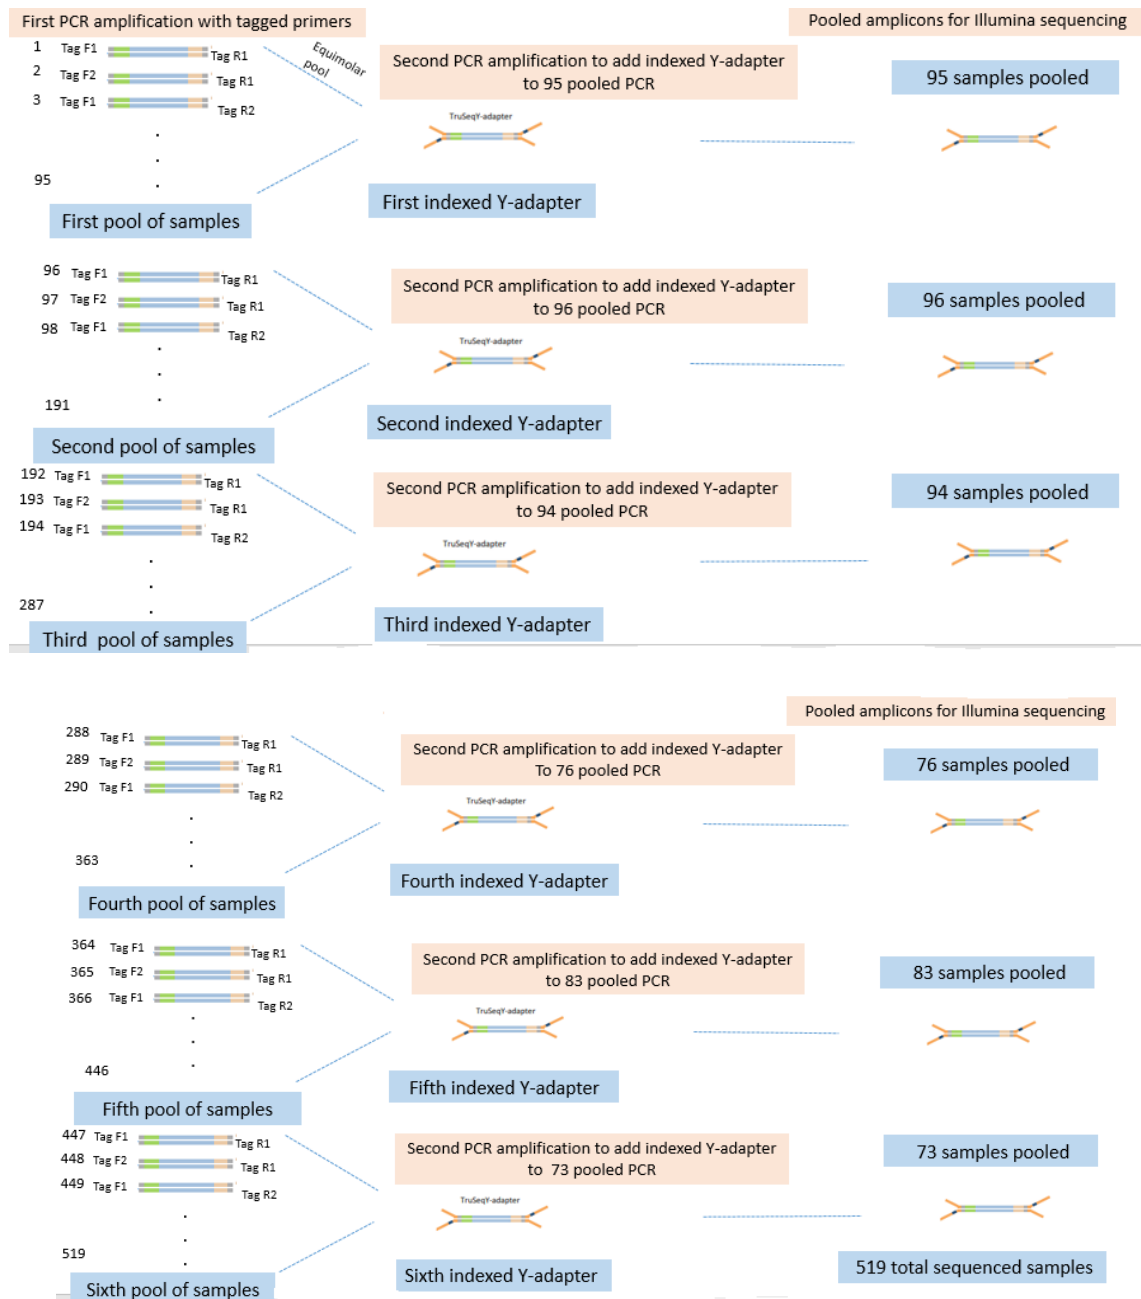 First PCR amplification with tagged primers
Pooled amplicons for Illumina sequencing
1 Tag F1 Tag R1
2 Tag F2 Tag R1
3 Tag F1 Tag R2
95
First pool of samples
Equimolar
pool
Second PCR amplification to add indexed Y-adapter
to 95 pooled PCR
TruSeqY-adapter
First indexed Y-adapter
95 samples pooled
96 Tag F1 Tag R1
97 Tag F2 Tag R1
98 Tag F1 Tag R2
191
Second pool of samples
Second PCR amplification to add indexed Y-adapter
to 96 pooled PCR
TruSeqY-adapter
Second indexed Y-adapter
96 samples pooled
192 Tag F1 Tag R1
193 Tag F2 Tag R1
194 Tag F1 Tag R2
287
Third pool of samples
Second PCR amplification to add indexed Y-adapter
to 94 pooled PCR
TruSeqY-adapter
Third indexed Y-adapter
94 samples pooled
Pooled amplicons for Illumina sequencing
288 Tag F1 Tag R1
289 Tag F2 Tag R1
290 Tag F1 Tag R2
363
Fourth pool of samples
Second PCR amplification to add indexed Y-adapter
To 76 pooled PCR
TruSeqY-adapter
Fourth indexed Y-adapter
76 samples pooled
364 Tag F1 Tag R1
365 Tag F2 Tag R1
366 Tag F1 Tag R2
446
Fifth pool of samples
Second PCR amplification to add indexed Y-adapter
to 83 pooled PCR
TruSeqY-adapter
Fifth indexed Y-adapter
83 samples pooled
447 Tag F1 Tag R1
448 Tag F2 Tag R1
449 Tag F1 Tag R2
519
Sixth pool of samples
Second PCR amplification to add indexed Y-adapter
to 73 pooled PCR
TruSeqY-adapter
Sixth indexed Y-adapter
73 samples pooled
519 total sequenced samples